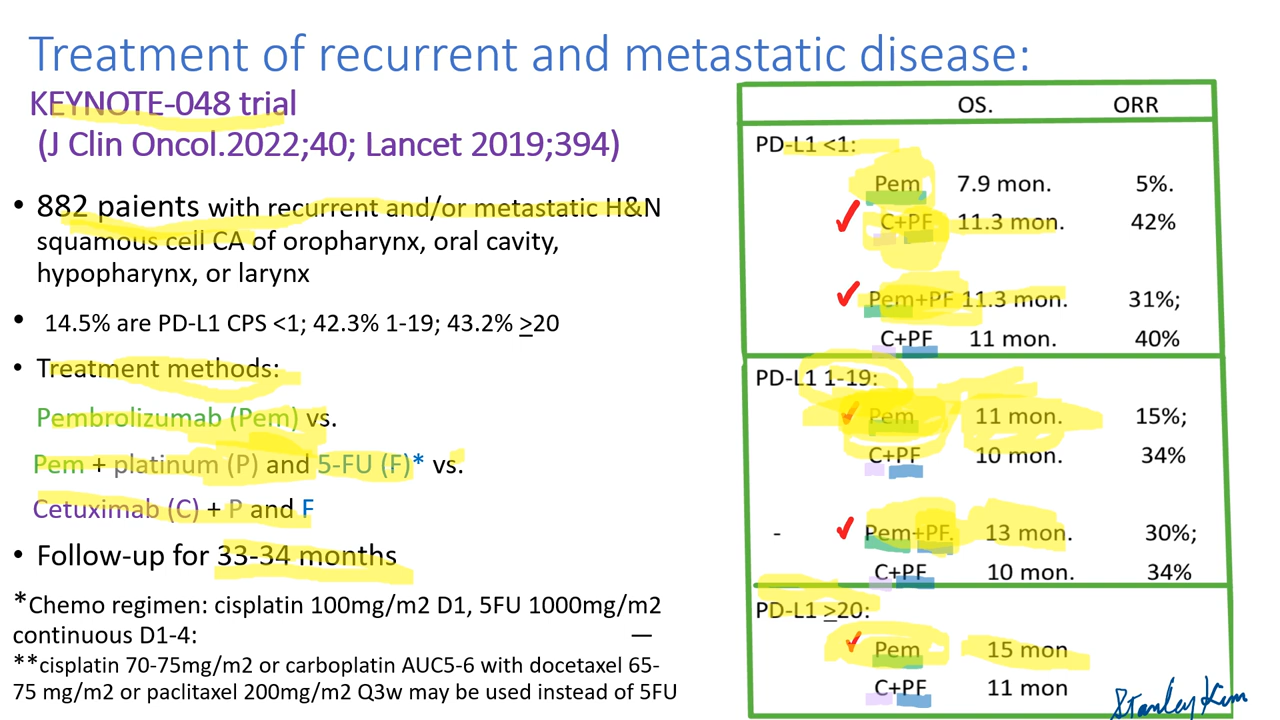 Treatment of recurrent and metastatic disease:
KEYNOTE-048 trial
(J Clin Oncol.2022;40; Lancet 2019;394)
• 882 paients with recurrent and/or metastatic H&N
squamous cell CA of oropharynx, oral cavity,
hypopharynx, or larynx
• 14.5% are PD-L1 CPS <1; 42.3% 1-19; 43.2% ≥20
• Treatment methods:
Pembrolizumab (Pem) vs.
Pem + platinum (P) and 5-FU (F)* vs.
Cetuximab (C) + P and F
• Follow-up for 33-34 months
*Chemo regimen: cisplatin 100mg/m2 D1, 5FU 1000mg/m2
continuous D1-4: —
**cisplatin 70-75mg/m2 or carboplatin AUC5-6 with docetaxel 65-
75 mg/m2 or paclitaxel 200mg/m2 Q3w may be used instead of 5FU
OS. ORR
PD-L1 <1:
Pem 7.9 mon. 5%.
✓ C+PF 11.3 mon. 42%
✓ Pem+PF 11.3 mon. 31%;
C+PF 11 mon. 40%
PD-L1 1-19:
✓ Pem 11 mon. 15%;
C+PF 10 mon. 34%
- ✓ Pem+PF. 13 mon. 30%;
C+PF 10 mon. 34%
PD-L1 ≥20:
✓ Pem 15 mon
C+PF 11 mon
Stanley Kim